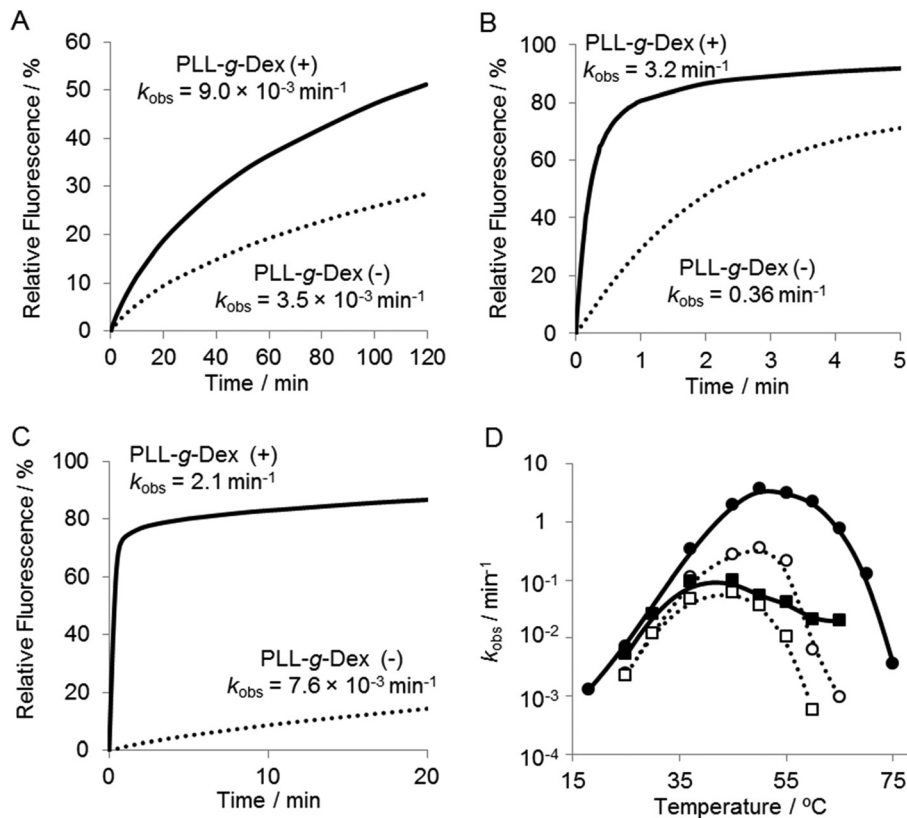 A
Relative Fluorescence / %
60
50
40
30
20
10
0
PLL-g-Dex (+)
kobs = 9.0 × 10-3 min-1
PLL-g-Dex (-)
kobs = 3.5 × 10-3 min-1
0 20 40 60 80 100 120
Time / min
B
Relative Fluorescence / %
100
80
60
40
20
0
PLL-g-Dex (+)
kobs = 3.2 min-1
PLL-g-Dex (-)
kobs = 0.36 min-1
0 1 2 3 4 5
Time / min
C
Relative Fluorescence / %
100
80
60
40
20
0
PLL-g-Dex (+)
kobs = 2.1 min-1
PLL-g-Dex (-)
kobs = 7.6 × 10-3 min-1
0 10 20
Time / min
D
kobs / min-1
10
1
10-1
10-2
10-3
10-4
15 35 55 75
Temperature / ºC